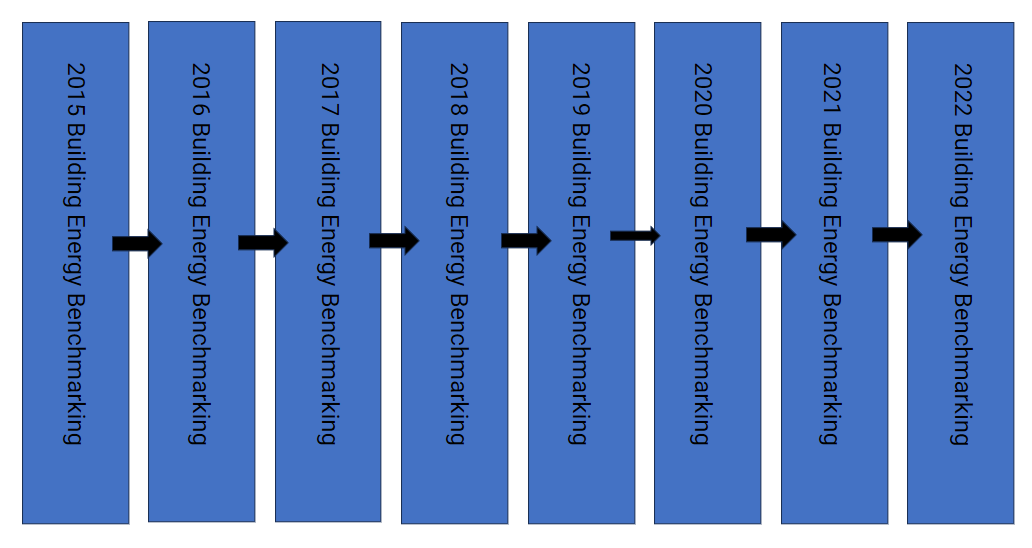 2015 Building Energy Benchmarking
2016 Building Energy Benchmarking
2017 Building Energy Benchmarking
2018 Building Energy Benchmarking
2019 Building Energy Benchmarking
2020 Building Energy Benchmarking
2021 Building Energy Benchmarking
2022 Building Energy Benchmarking